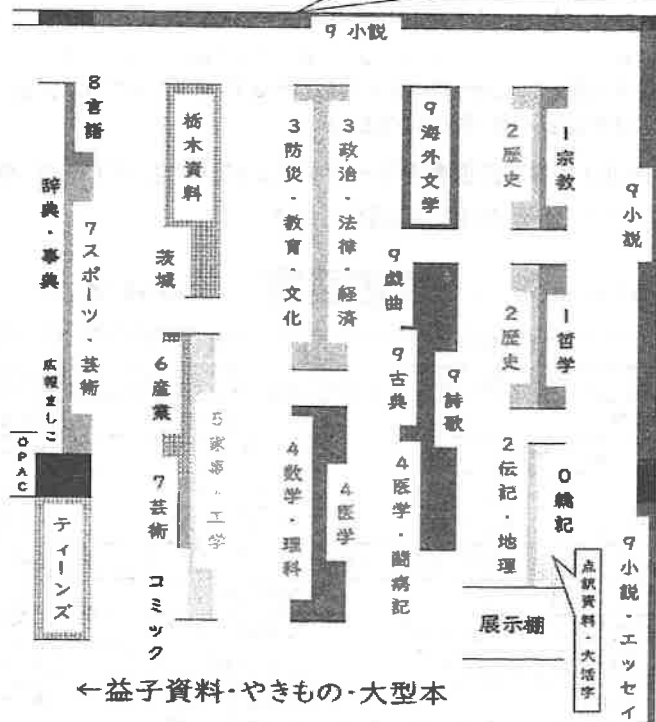 9 小説
8 言語
辞典・事典
7 スポーツ・芸術
広報ましこ
OPAC
ティーンズ
栃木資料
茨城
6 産業
7 芸術
コミック
5 家庭・工学
3 防災・教育・文化
3 政治・法律・経済
4 数学・理科
4 医学
9 海外文学
9 戯曲
9 古典
9 詩歌
4 医学・闘病記
2 歴史
1 宗教
2 歴史
1 哲学
2 伝記・地理
0 総記
展示棚
点訳資料・大活字
9 小説
9 小説・エッセイ
←益子資料・やきもの・大型本